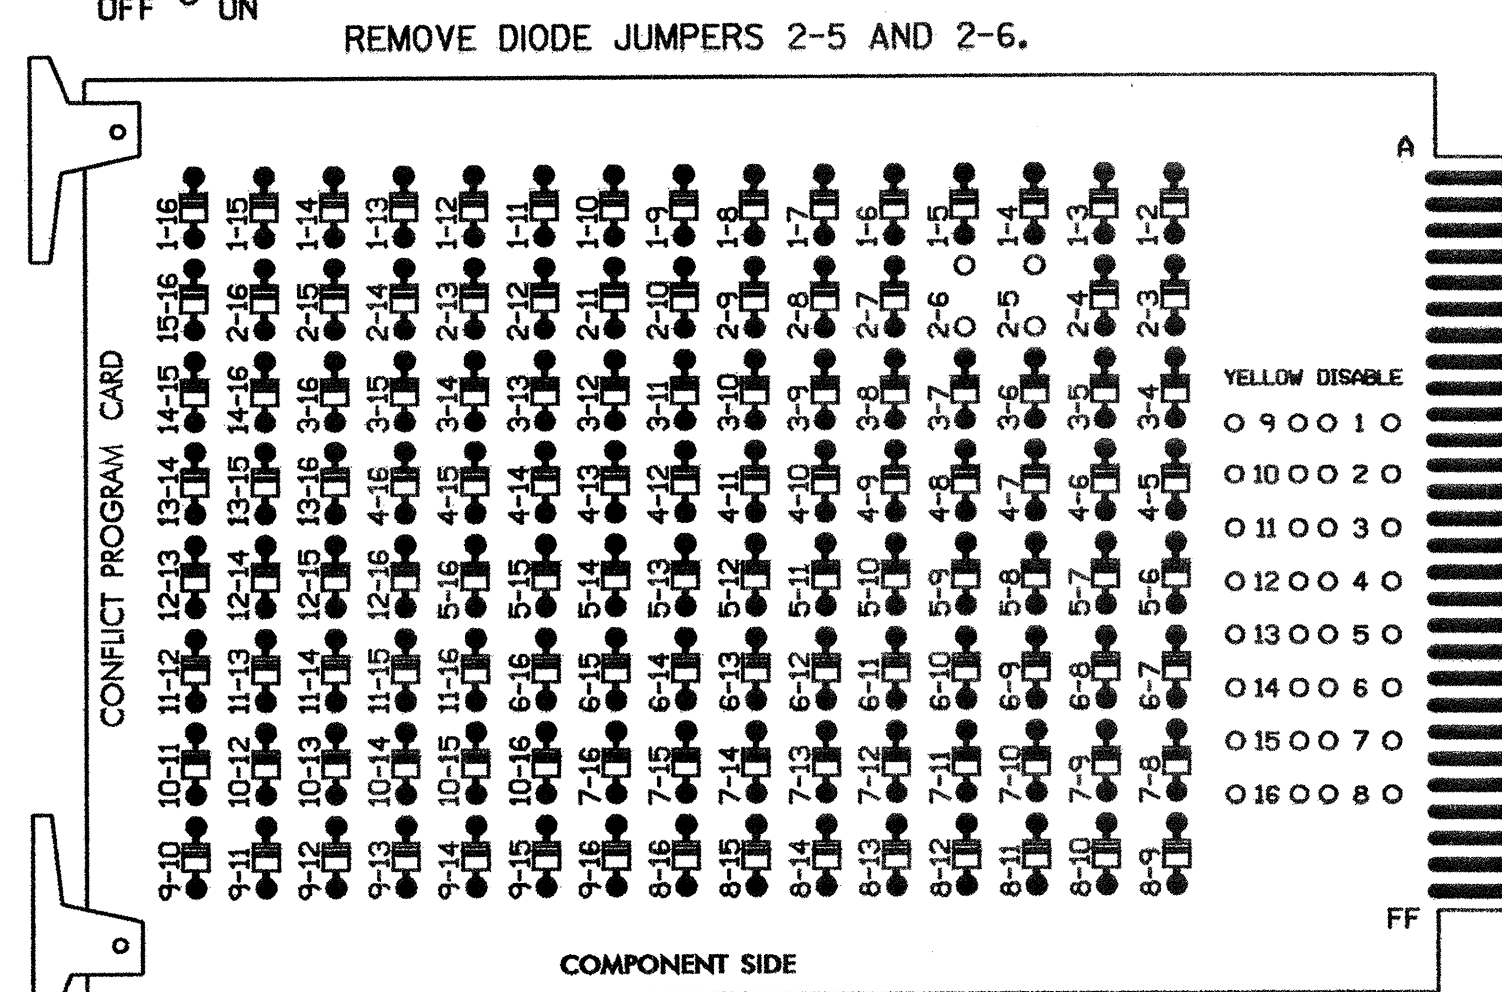 OFF ON
REMOVE DIODE JUMPERS 2-5 AND 2-6.
A
1-16 1-15 1-14 1-13 1-12 1-11 1-10 1-9 1-8 1-7 1-6 1-5 1-4 1-3 1-2
15-16 2-16 2-15 2-14 2-13 2-12 2-11 2-10 2-9 2-8 2-7 2-6 2-5 2-4 2-3
14-15 14-16 3-16 3-15 3-14 3-13 3-12 3-11 3-10 3-9 3-8 3-7 3-6 3-5 3-4
13-14 13-15 13-16 4-16 4-15 4-14 4-13 4-12 4-11 4-10 4-9 4-8 4-7 4-6 4-5
12-13 12-14 12-15 12-16 5-16 5-15 5-14 5-13 5-12 5-11 5-10 5-9 5-8 5-7 5-6
11-12 11-13 11-14 11-15 11-16 6-16 6-15 6-14 6-13 6-12 6-11 6-10 6-9 6-8 6-7
10-11 10-12 10-13 10-14 10-15 10-16 7-16 7-15 7-14 7-13 7-12 7-11 7-10 7-9 7-8
9-10 9-11 9-12 9-13 9-14 9-15 9-16 8-16 8-15 8-14 8-13 8-12 8-11 8-10 8-9
CONFLICT PROGRAM CARD
YELLOW DISABLE
9 1
10 2
11 3
12 4
13 5
14 6
15 7
16 8
FF
COMPONENT SIDE